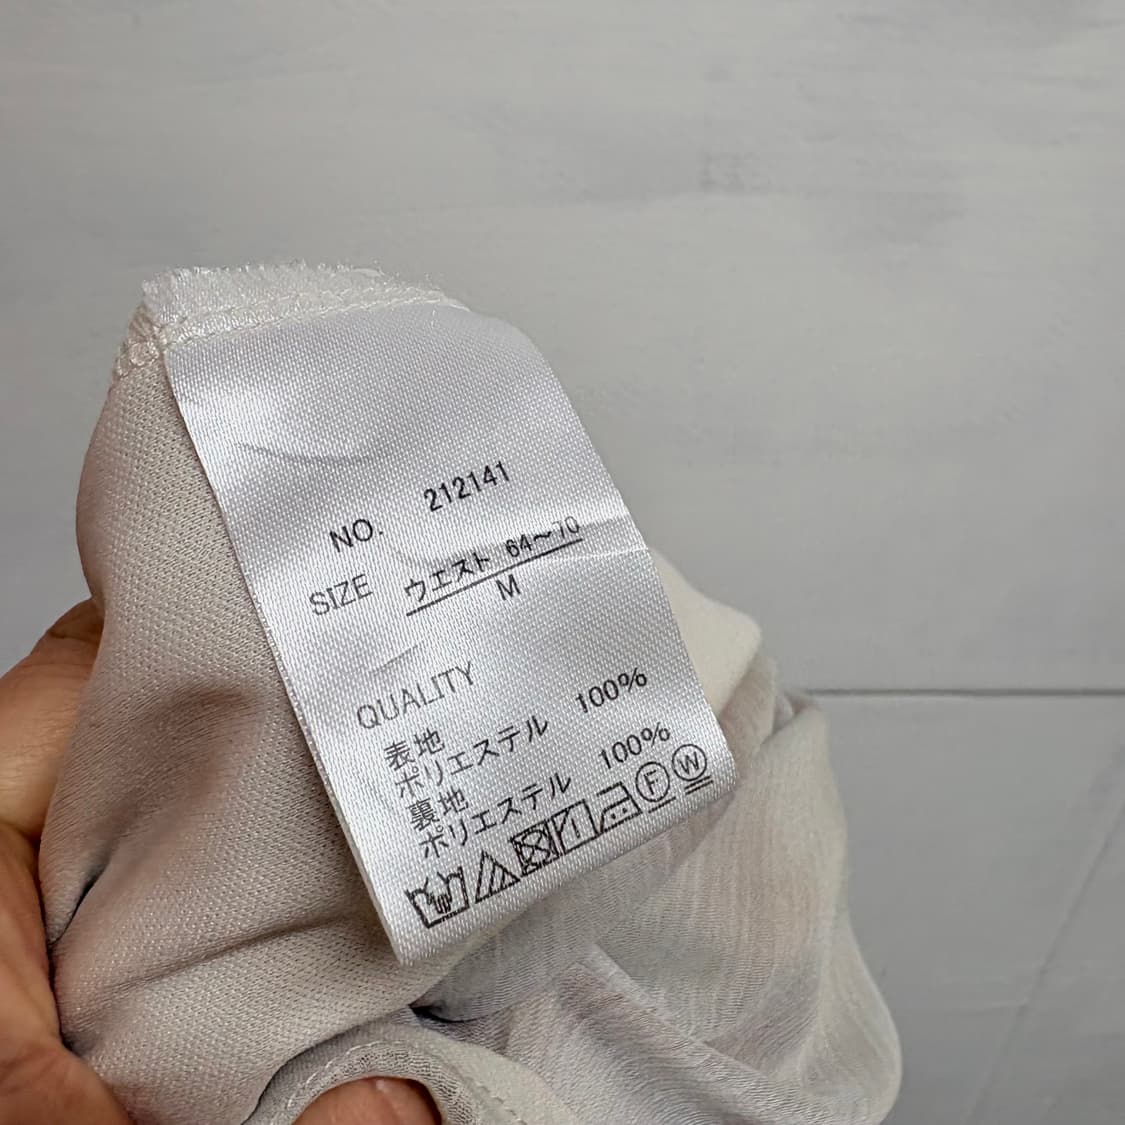 NO. 212141
SIZE ウエスト 64～70
M
QUALITY
表地
ポリエステル 100%
裏地
ポリエステル 100%
F W